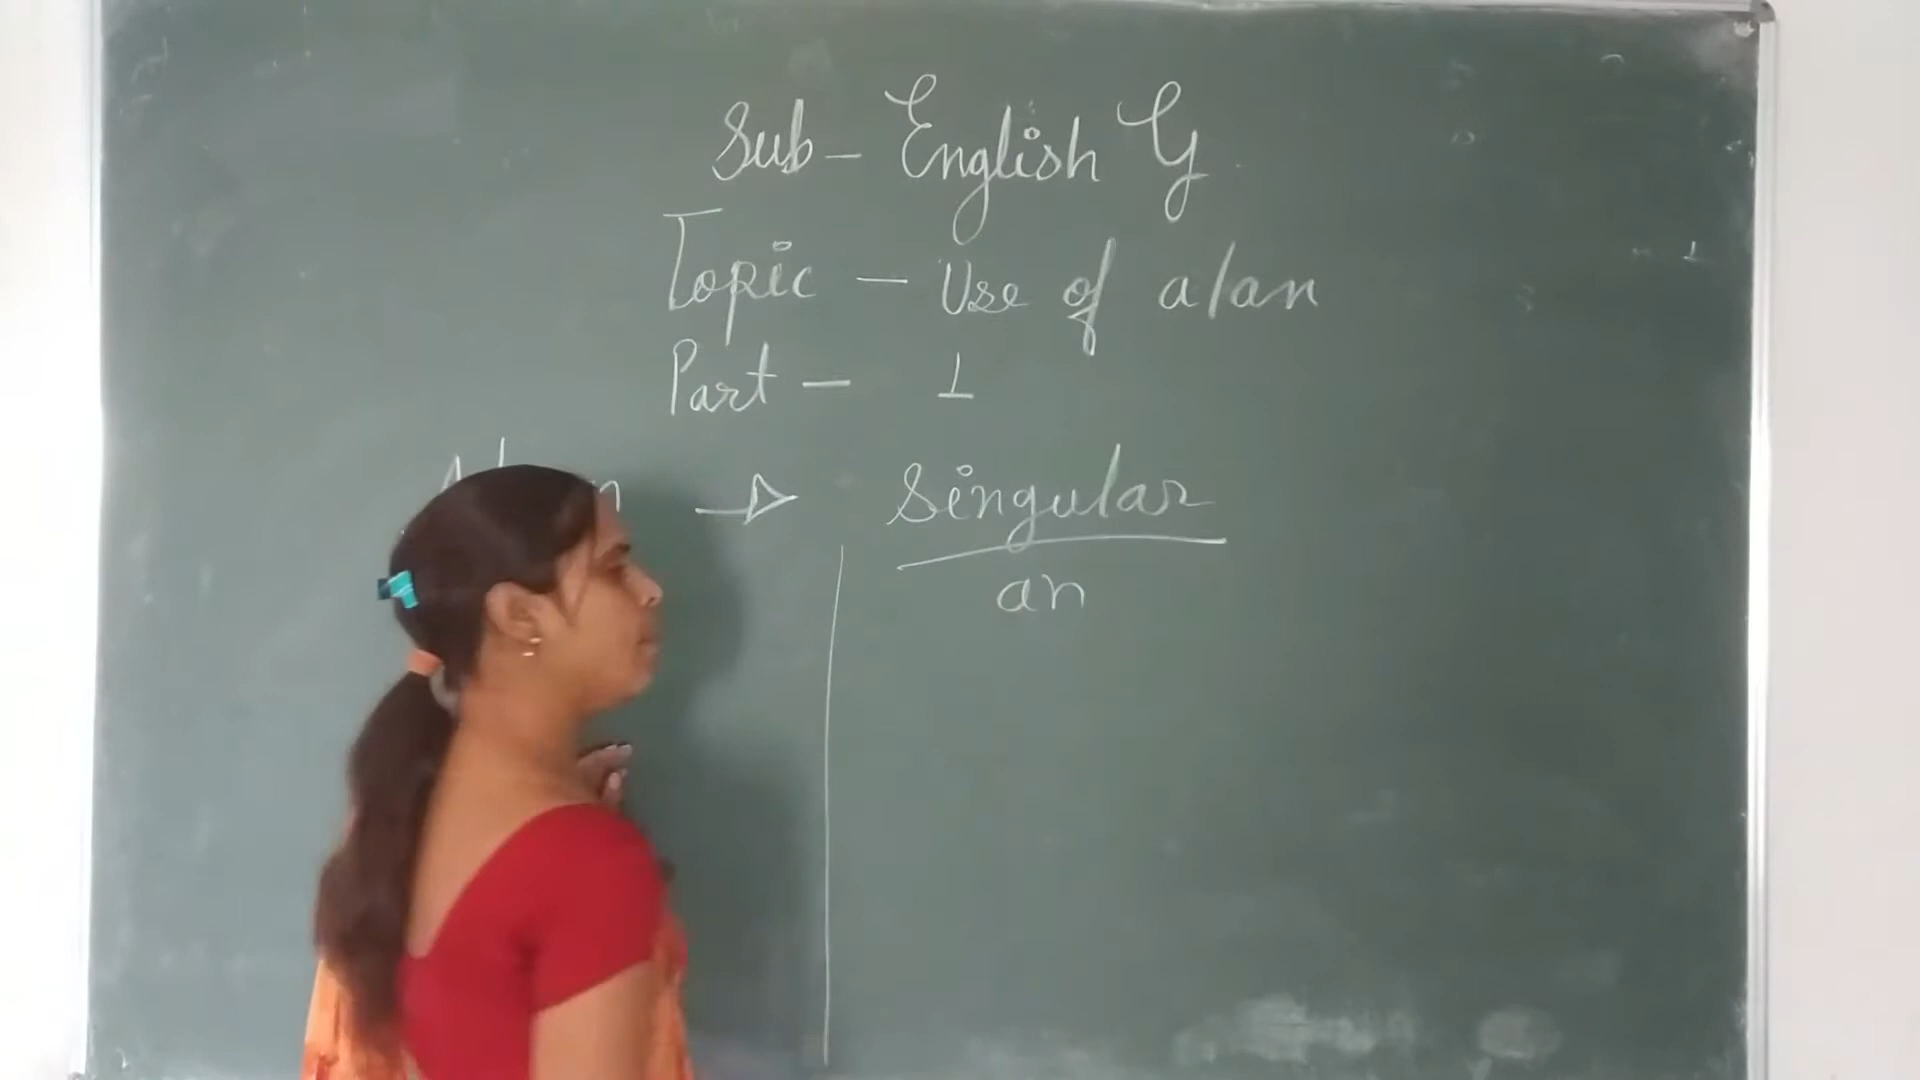 Sub - English G
Topic - Use of a/an
Part - 1
→ Singular
an